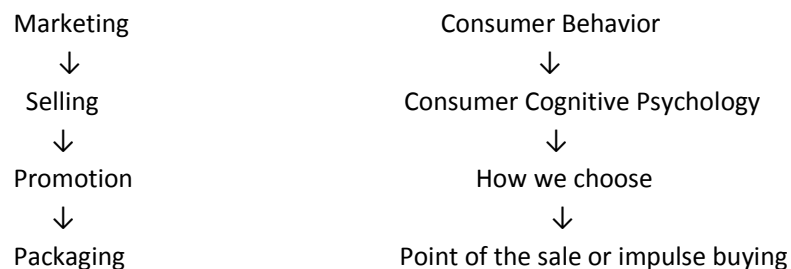 Marketing Consumer Behavior
↓ ↓
Selling Consumer Cognitive Psychology
↓ ↓
Promotion How we choose
↓ ↓
Packaging Point of the sale or impulse buying